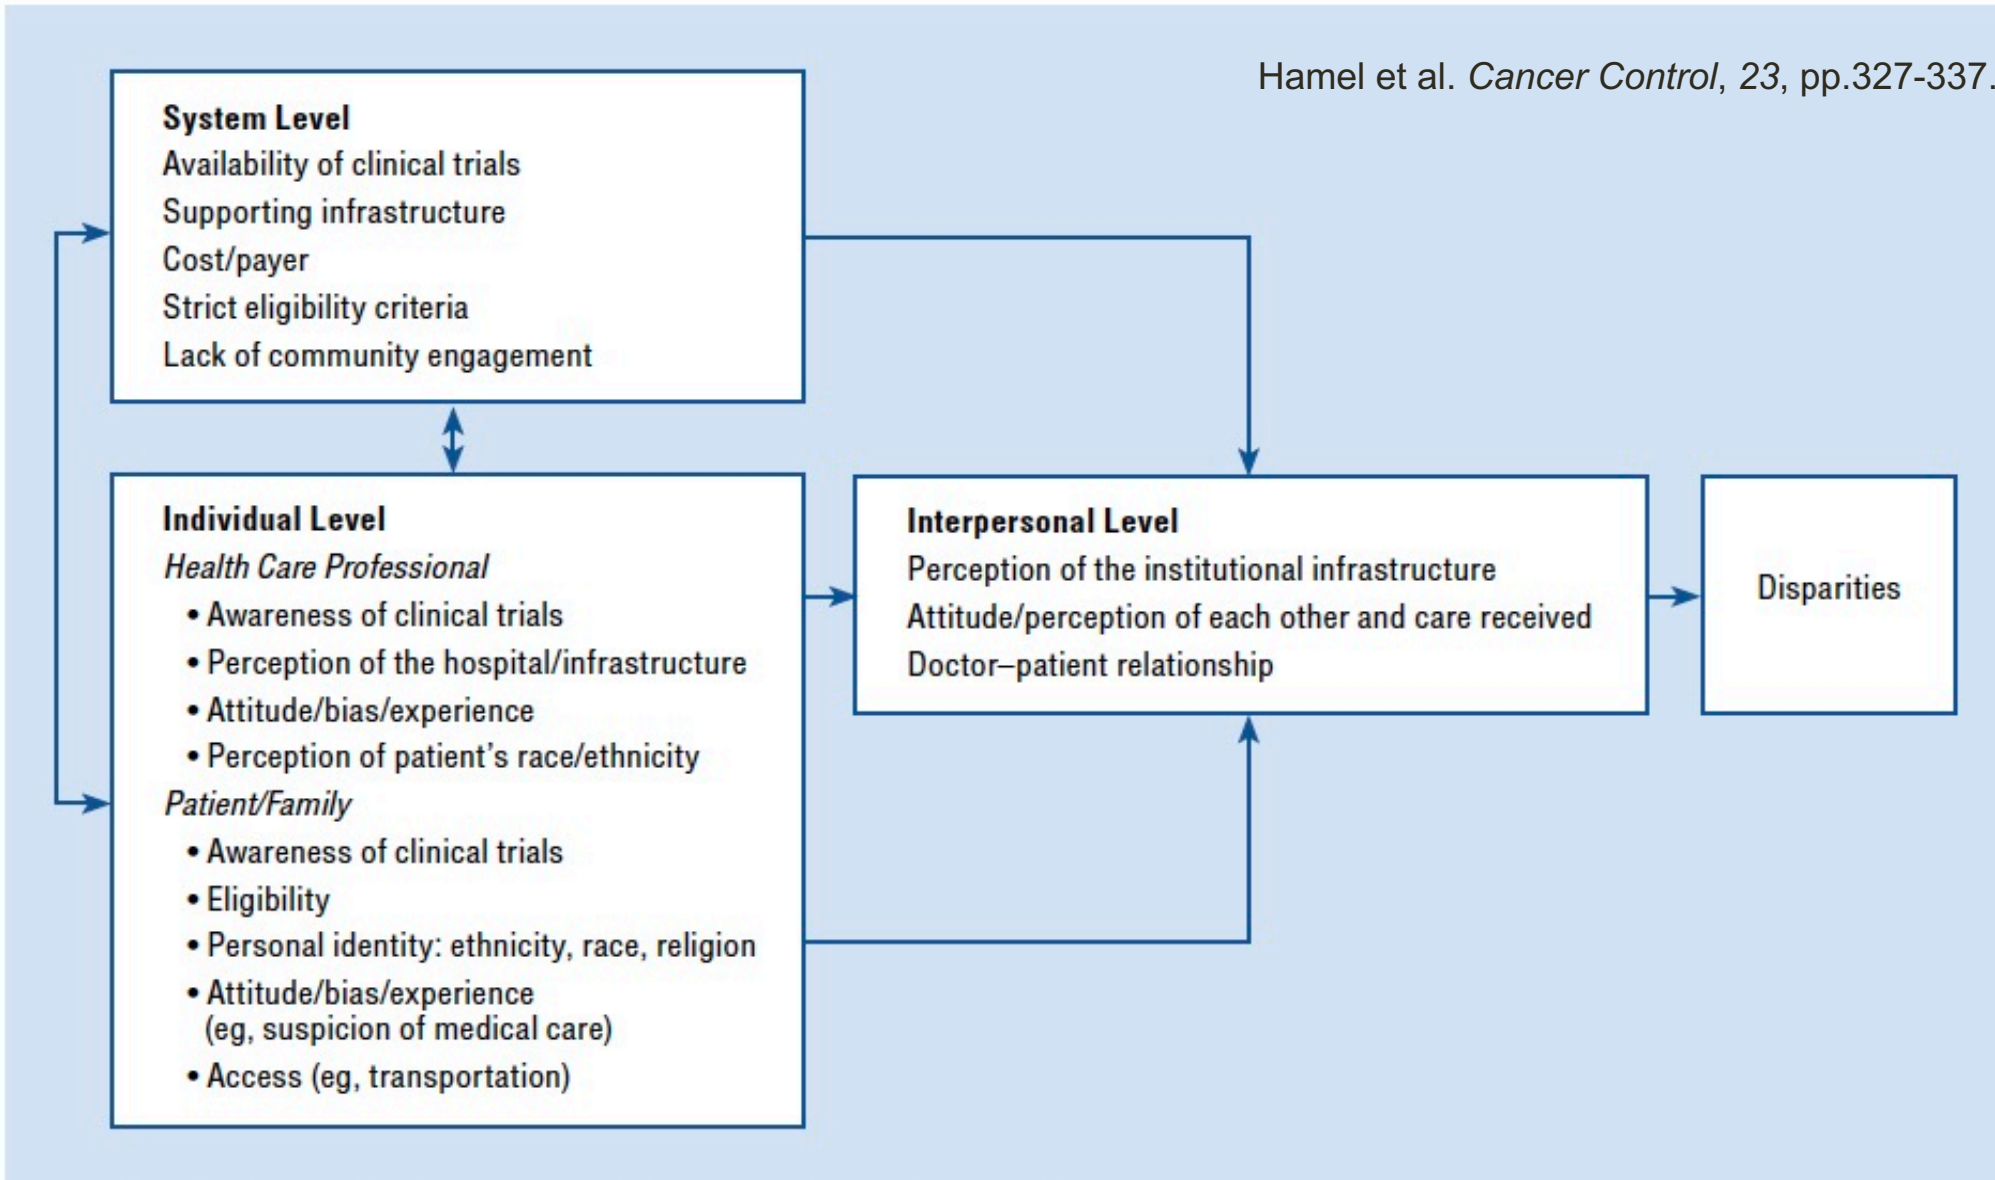 Hamel et al. Cancer Control, 23, pp.327-337.
System Level
Availability of clinical trials
Supporting infrastructure
Cost/payer
Strict eligibility criteria
Lack of community engagement
Individual Level
Health Care Professional
• Awareness of clinical trials
• Perception of the hospital/infrastructure
• Attitude/bias/experience
• Perception of patient’s race/ethnicity
Patient/Family
• Awareness of clinical trials
• Eligibility
• Personal identity: ethnicity, race, religion
• Attitude/bias/experience
(eg, suspicion of medical care)
• Access (eg, transportation)
Interpersonal Level
Perception of the institutional infrastructure
Attitude/perception of each other and care received
Doctor–patient relationship
Disparities